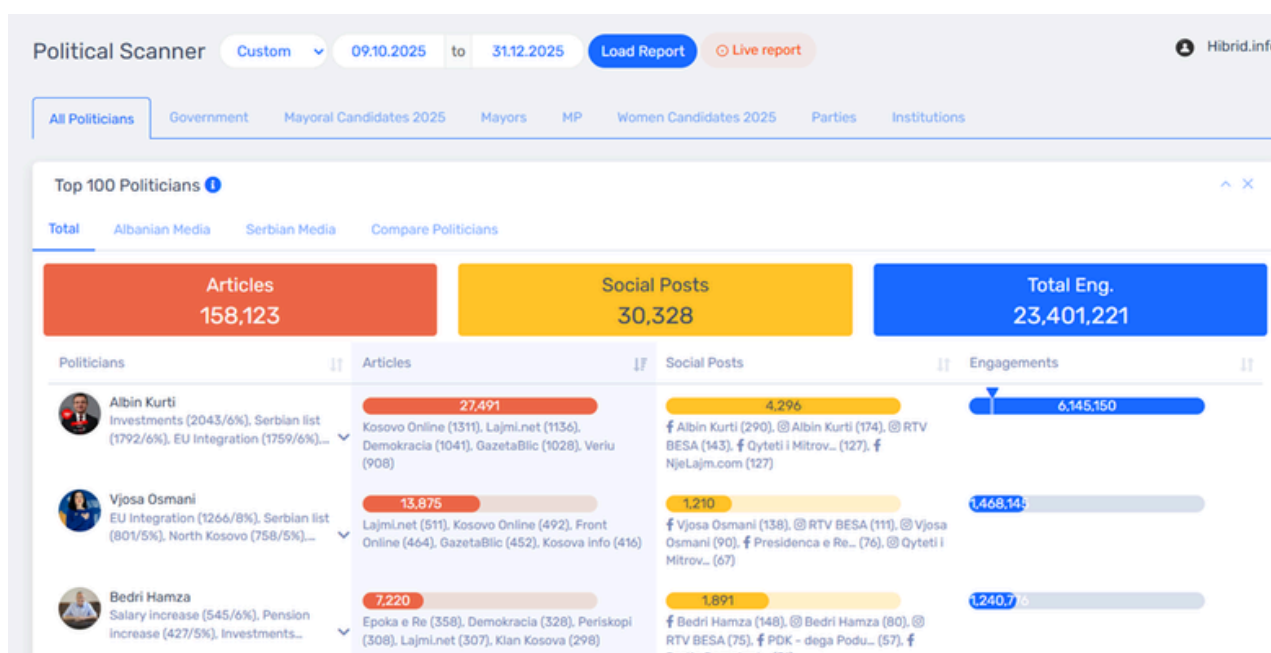 Political Scanner Custom 09.10.2025 to 31.12.2025 Load Report Live report Hibrid.inf
All Politicians Government Mayoral Candidates 2025 Mayors MP Women Candidates 2025 Parties Institutions
Top 100 Politicians
Total Albanian Media Serbian Media Compare Politicians
Articles Social Posts Total Eng.
158,123 30,328 23,401,221
Politicians Articles Social Posts Engagements
Albin Kurti
Investments (2043/6%), Serbian list
(1792/6%), EU Integration (1759/6%),...
27,491
Kosovo Online (1311), Lajmi.net (1136),
Demokracia (1041), GazetaBlic (1028), Veriu
(908)
4,296
Albin Kurti (290), Albin Kurti (174), RTV
BESA (143), Qyteti i Mitrov... (127),
NjeLajm.com (127)
6,145,150
Vjosa Osmani
EU Integration (1266/8%), Serbian list
(801/5%), North Kosovo (758/5%),...
13,875
Lajmi.net (511), Kosovo Online (492), Front
Online (464), GazetaBlic (452), Kosova info (416)
1,210
Vjosa Osmani (138), RTV BESA (111), Vjosa
Osmani (90), Presidenca e Re... (76), Qyteti i
Mitrov... (67)
1,468,145
Bedri Hamza
Salary increase (545/6%), Pension
increase (427/5%), Investments...
7,220
Epoka e Re (358), Demokracia (328), Periskopi
(308), Lajmi.net (307), Klan Kosova (298)
1,891
Bedri Hamza (148), Bedri Hamza (80),
RTV BESA (75), PDK - dega Podu... (57),
1,240,776